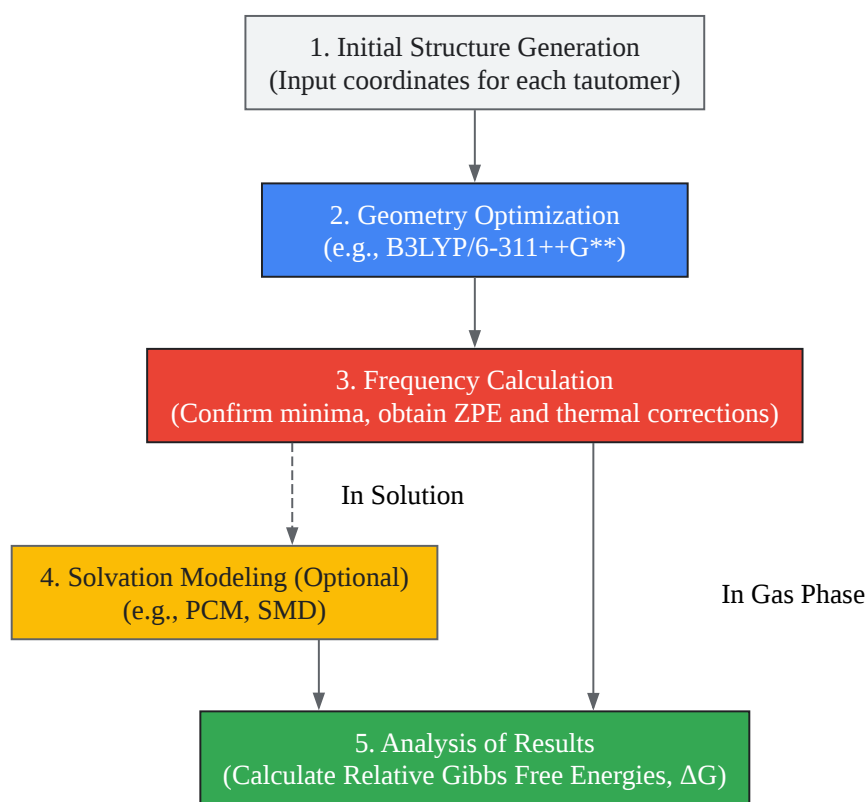 1. Initial Structure Generation
(Input coordinates for each tautomer)
2. Geometry Optimization
(e.g., B3LYP/6-311++G**)
3. Frequency Calculation
(Confirm minima, obtain ZPE and thermal corrections)
In Solution
4. Solvation Modeling (Optional)
(e.g., PCM, SMD)
In Gas Phase
5. Analysis of Results
(Calculate Relative Gibbs Free Energies, ΔG)